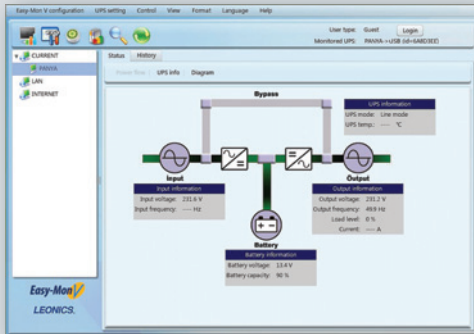 Easy-Mon V configuration UPS setting Control View Format Language Help
User type: Guest Login
Monitored UPS: PANYA->USB (id=6A8D3EE)
CURRENT
PANYA
LAN
INTERNET
Status History
Power flow UPS info Diagram
Bypass
UPS information
UPS mode: Line mode
UPS temp.: ---- °C
Input
Output
Input information
Input voltage: 231.6 V
Input frequency: ---- Hz
Output information
Output voltage: 231.2 V
Output frequency: 49.9 Hz
Load level: 0 %
Current: ---- A
Battery
Battery information
Battery voltage: 13.4 V
Battery capacity: 90 %
Easy-Mon V
LEONICS